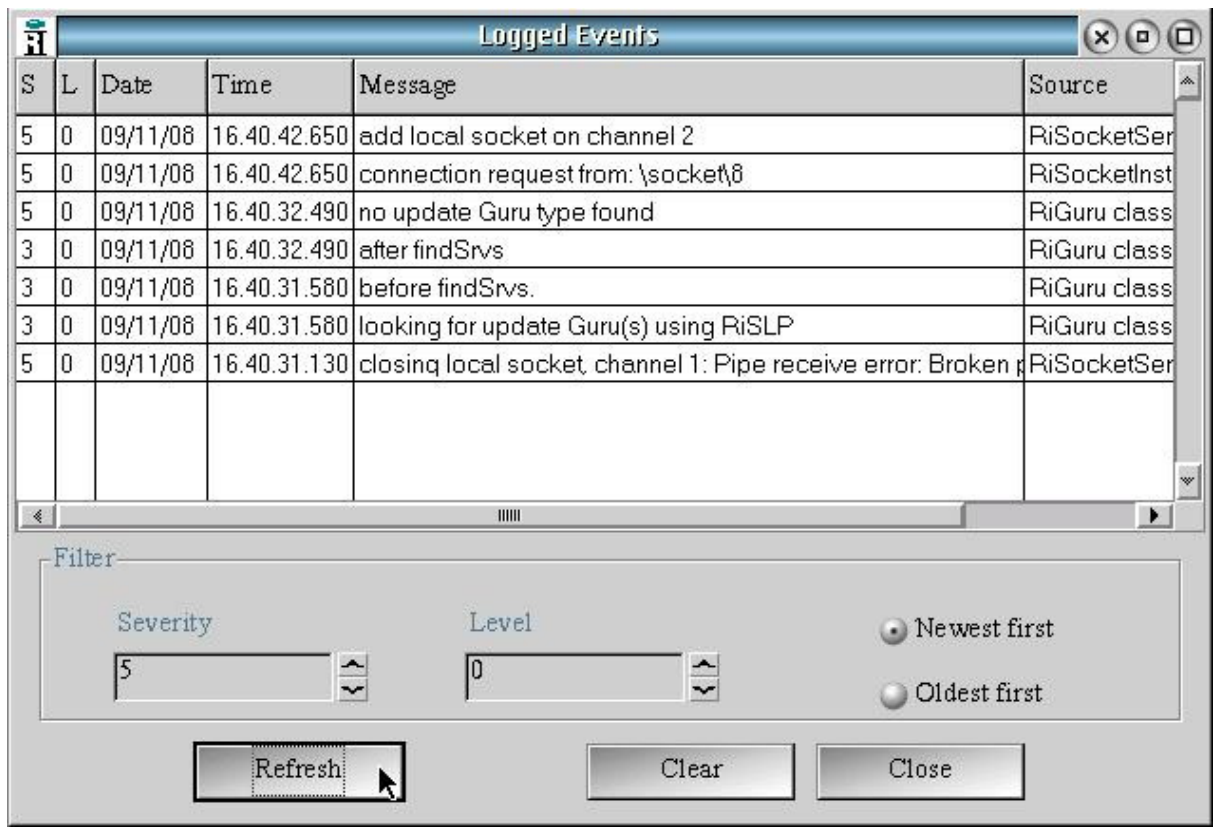 Logged Events
S L Date Time Message Source
5 0 09/11/08 16.40.42.650 add local socket on channel 2 RiSocketSer
5 0 09/11/08 16.40.42.650 connection request from: \socket\8 RiSocketInst
5 0 09/11/08 16.40.32.490 no update Guru type found RiGuru class
3 0 09/11/08 16.40.32.490 after findSrvs RiGuru class
3 0 09/11/08 16.40.31.580 before findSrvs. RiGuru class
3 0 09/11/08 16.40.31.580 looking for update Guru(s) using RiSLP RiGuru class
5 0 09/11/08 16.40.31.130 closing local socket, channel 1: Pipe receive error: Broken p RiSocketSer
Filter
Severity Level
Newest first
5 0
Oldest first
Refresh Clear Close